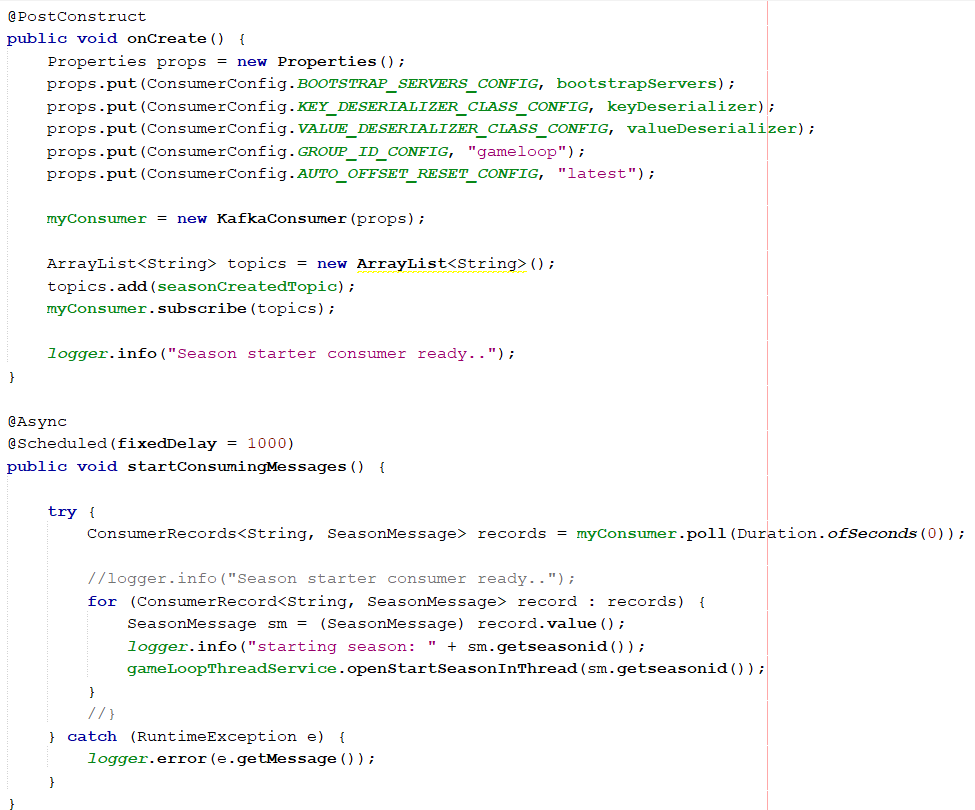 @PostConstruct
public void onCreate() {
    Properties props = new Properties();
    props.put(ConsumerConfig.BOOTSTRAP_SERVERS_CONFIG, bootstrapServers);
    props.put(ConsumerConfig.KEY_DESERIALIZER_CLASS_CONFIG, keyDeserializer);
    props.put(ConsumerConfig.VALUE_DESERIALIZER_CLASS_CONFIG, valueDeserializer);
    props.put(ConsumerConfig.GROUP_ID_CONFIG, "gameloop");
    props.put(ConsumerConfig.AUTO_OFFSET_RESET_CONFIG, "latest");

    myConsumer = new KafkaConsumer(props);

    ArrayList<String> topics = new ArrayList<String>();
    topics.add(seasonCreatedTopic);
    myConsumer.subscribe(topics);

    logger.info("Season starter consumer ready..");
}

@Async
@Scheduled(fixedDelay = 1000)
public void startConsumingMessages() {

    try {
        ConsumerRecords<String, SeasonMessage> records = myConsumer.poll(Duration.ofSeconds(0));

        //logger.info("Season starter consumer ready..");
        for (ConsumerRecord<String, SeasonMessage> record : records) {
            SeasonMessage sm = (SeasonMessage) record.value();
            logger.info("starting season: " + sm.getseasonid());
            gameLoopThreadService.openStartSeasonInThread(sm.getseasonid());
        }
        //}
    } catch (RuntimeException e) {
        logger.error(e.getMessage());
    }
}